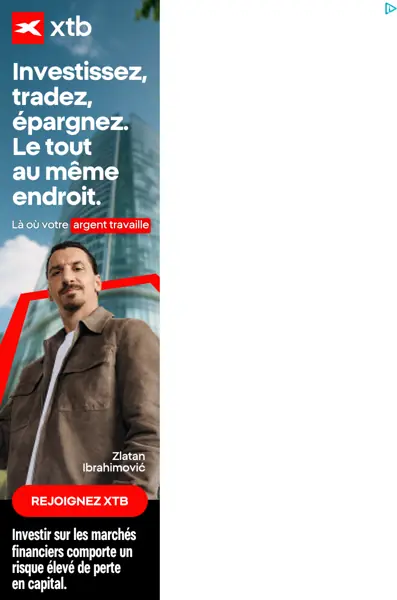 xtb
Investissez,
tradez,
épargnez.
Le tout
au même
endroit.
Là où votre argent travaille
Zlatan
Ibrahimović
REJOIGNEZ XTB
Investir sur les marchés
financiers comporte un
risque élevé de perte
en capital.